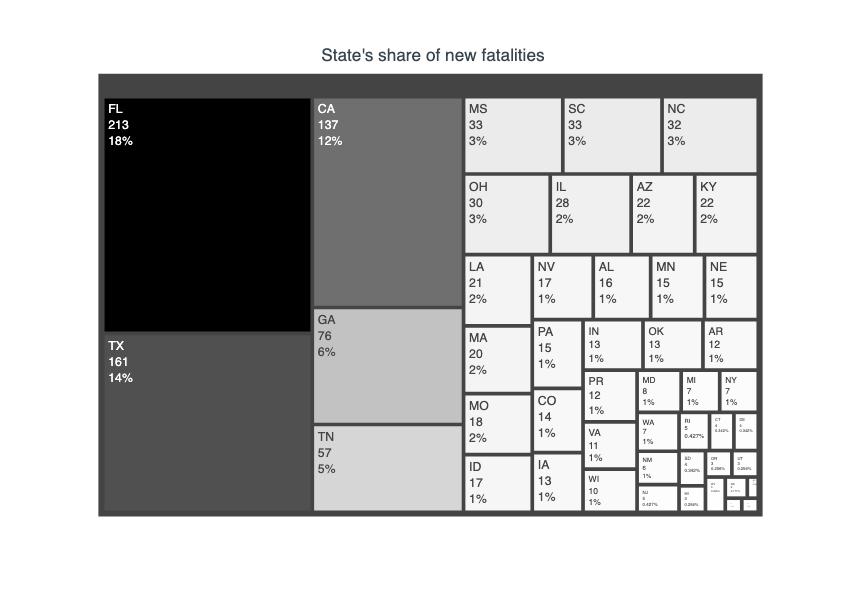 State's share of new fatalities
FL
213
18%
TX
161
14%
CA
137
12%
GA
76
6%
TN
57
5%
MS
33
3%
SC
33
3%
NC
32
3%
OH
30
3%
IL
28
2%
AZ
22
2%
KY
22
2%
LA
21
2%
MA
20
2%
MO
18
2%
ID
17
1%
NV
17
1%
AL
16
1%
MN
15
1%
NE
15
1%
PA
15
1%
CO
14
1%
IA
13
1%
IN
13
1%
OK
13
1%
AR
12
1%
PR
12
1%
VA
11
1%
WI
10
1%
MD
8
1%
MI
7
1%
NY
7
1%
WA
7
1%
NM
6
1%
NJ
5
0.427%
RI
5
0.427%
CT
4
0.342%
DE
4
0.342%
SD
4
0.342%
OR
3
0.256%
UT
3
0.256%
3
0.256%